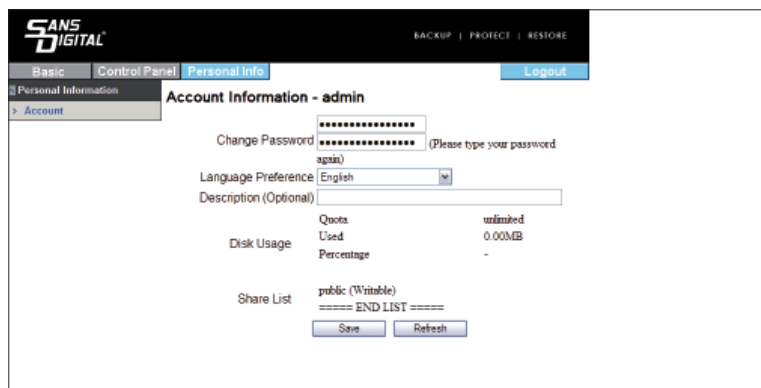 SANS DIGITAL
BACKUP | PROTECT | RESTORE
Basic Control Panel Personal Info Logout
Personal Information
> Account
Account Information - admin
Change Password •••••••••••••••• •••••••••••••••• (Please type your password again)
Language Preference English
Description (Optional)
Disk Usage
Quota unlimited
Used 0.00MB
Percentage -
Share List
public (Writable)
===== END LIST =====
Save Refresh